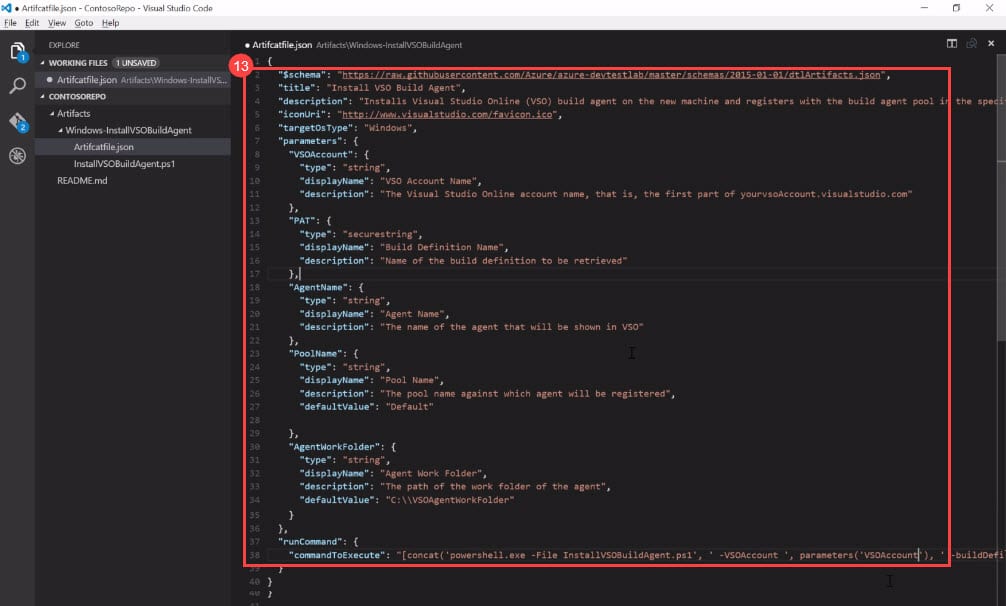 ● Artifcatfile.json - ContosoRepo - Visual Studio Code
File Edit View Goto Help
EXPLORE
WORKING FILES 1 UNSAVED
● Artifcatfile.json Artifacts\Windows-InstallVS...
CONTOSOREPO
Artifacts
Windows-InstallVSOBuildAgent
Artifcatfile.json
InstallVSOBuildAgent.ps1
README.md
1
2
● Artifcatfile.json Artifacts\Windows-InstallVSOBuildAgent
13
1 {
2 "$schema": "https://raw.githubusercontent.com/Azure/azure-devtestlab/master/schemas/2015-01-01/dtlArtifacts.json",
3 "title": "Install VSO Build Agent",
4 "description": "Installs Visual Studio Online (VSO) build agent on the new machine and registers with the build agent pool in the speci
5 "iconUri": "http://www.visualstudio.com/favicon.ico",
6 "targetOsType": "Windows",
7 "parameters": {
8 "VSOAccount": {
9 "type": "string",
10 "displayName": "VSO Account Name",
11 "description": "The Visual Studio Online account name, that is, the first part of yourvsoAccount.visualstudio.com"
12 },
13 "PAT": {
14 "type": "securestring",
15 "displayName": "Build Definition Name",
16 "description": "Name of the build definition to be retrieved"
17 },
18 "AgentName": {
19 "type": "string",
20 "displayName": "Agent Name",
21 "description": "The name of the agent that will be shown in VSO"
22 },
23 "PoolName": {
24 "type": "string",
25 "displayName": "Pool Name",
26 "description": "The pool name against which agent will be registered",
27 "defaultValue": "Default"
28
29 },
30 "AgentWorkFolder": {
31 "type": "string",
32 "displayName": "Agent Work Folder",
33 "description": "The path of the work folder of the agent",
34 "defaultValue": "C:\\VSOAgentWorkFolder"
35 }
36 },
37 "runCommand": {
38 "commandToExecute": "[concat('powershell.exe -File InstallVSOBuildAgent.ps1', ' -VSOAccount ', parameters('VSOAccount'), ' -buildDefi
39 }
40 }
40 }